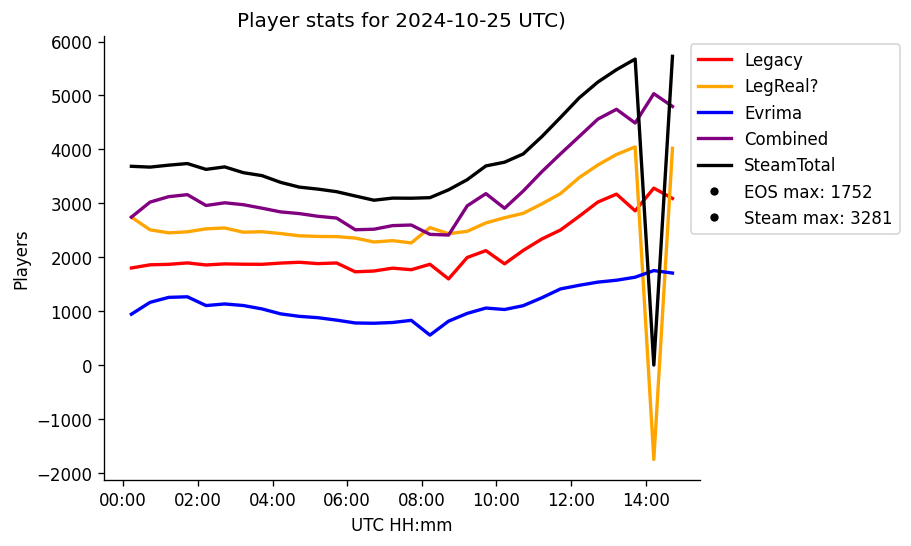 Player stats for 2024-10-25 UTC)
6000
5000
4000
3000
2000
1000
0
−1000
−2000
Players
00:00 02:00 04:00 06:00 08:00 10:00 12:00 14:00
UTC HH:mm
Legacy
LegReal?
Evrima
Combined
SteamTotal
EOS max: 1752
Steam max: 3281